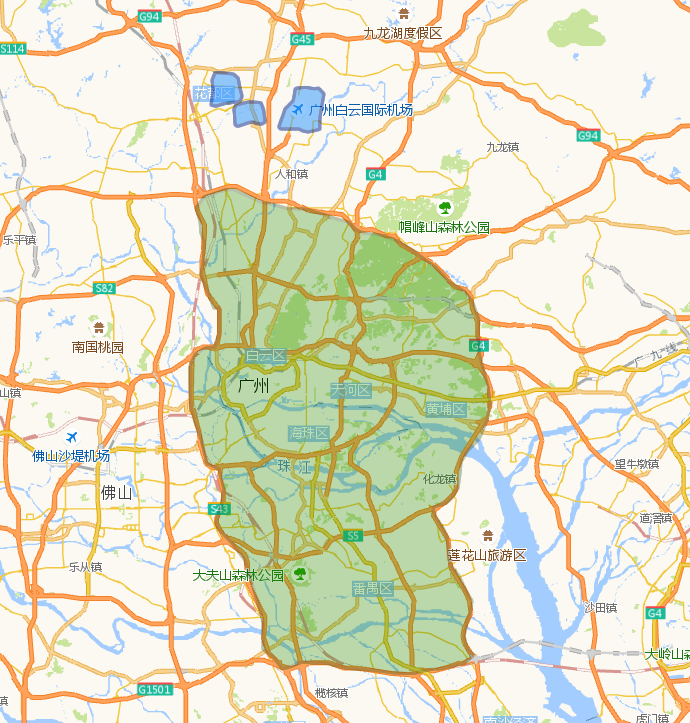 G94
九龙湖度假区
G45
S114
花都区
广州白云国际机场
G94
九龙镇
人和镇
G4
帽峰山森林公园
乐平镇
S82
南国桃园
G4
广九线
白云区
广州
天河区
黄埔区
山镇
海珠区
佛山沙堤机场
珠江
望牛墩镇
化龙镇
佛山
S43
道滘镇
S5
莲花山旅游区
乐从镇
大夫山森林公园
番禺区
沙田镇
G4
大岭山森
G1501
榄核镇
镇
虎门镇